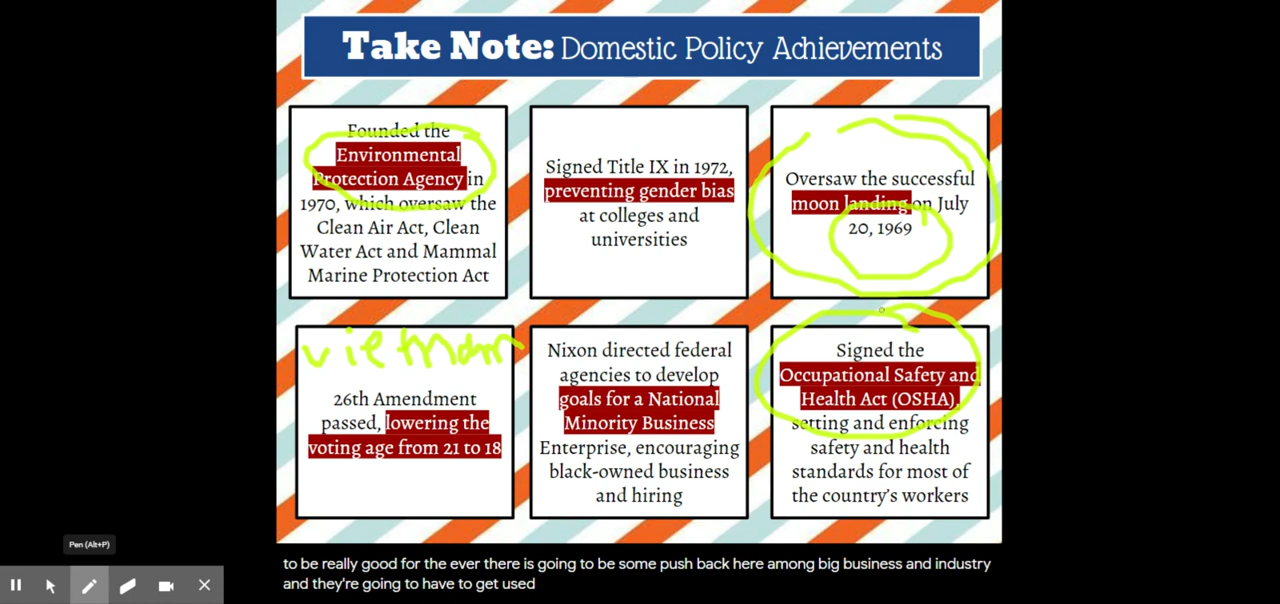 Take Note: Domestic Policy Achievements
Founded the
Environmental
Protection Agency in
1970, which oversaw the
Clean Air Act, Clean
Water Act and Mammal
Marine Protection Act
Signed Title IX in 1972,
preventing gender bias
at colleges and
universities
Oversaw the successful
moon landing on July
20, 1969
vietnam
26th Amendment
passed, lowering the
voting age from 21 to 18
Nixon directed federal
agencies to develop
goals for a National
Minority Business
Enterprise, encouraging
black-owned business
and hiring
Signed the
Occupational Safety and
Health Act (OSHA),
setting and enforcing
safety and health
standards for most of
the country's workers
Pen (Alt+P)
to be really good for the ever there is going to be some push back here among big business and industry
and they're going to have to get used